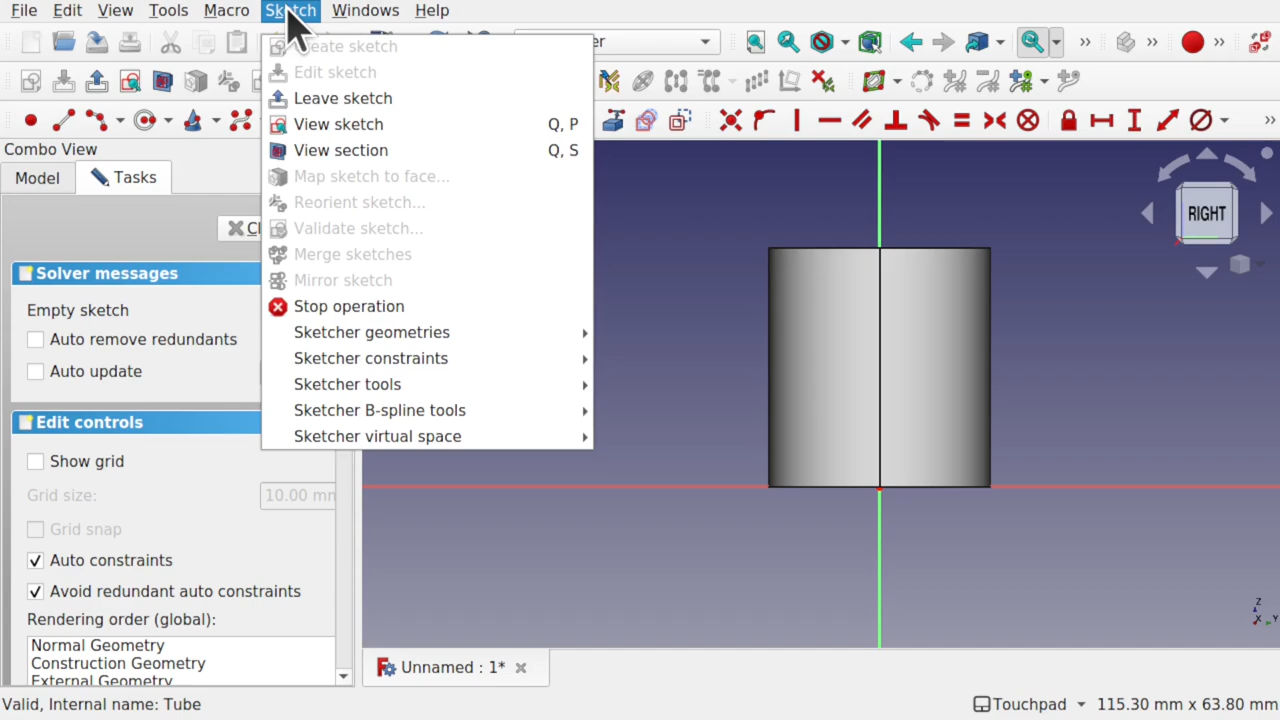 File Edit View Tools Macro Sketch Windows Help
Edit sketch
Leave sketch
View sketch Q, P
View section Q, S
Map sketch to face...
Reorient sketch...
Validate sketch...
Merge sketches
Mirror sketch
Stop operation
Sketcher geometries
Sketcher constraints
Sketcher tools
Sketcher B-spline tools
Sketcher virtual space
Combo View
Model Tasks
Solver messages
Empty sketch
Auto remove redundants
Auto update
Edit controls
Show grid
Grid size: 10.00 mm
Grid snap
Auto constraints
Avoid redundant auto constraints
Rendering order (global):
Normal Geometry
Construction Geometry
External Geometry
RIGHT
Z
X Y
Unnamed : 1*
Valid, Internal name: Tube
Touchpad 115.30 mm x 63.80 mm